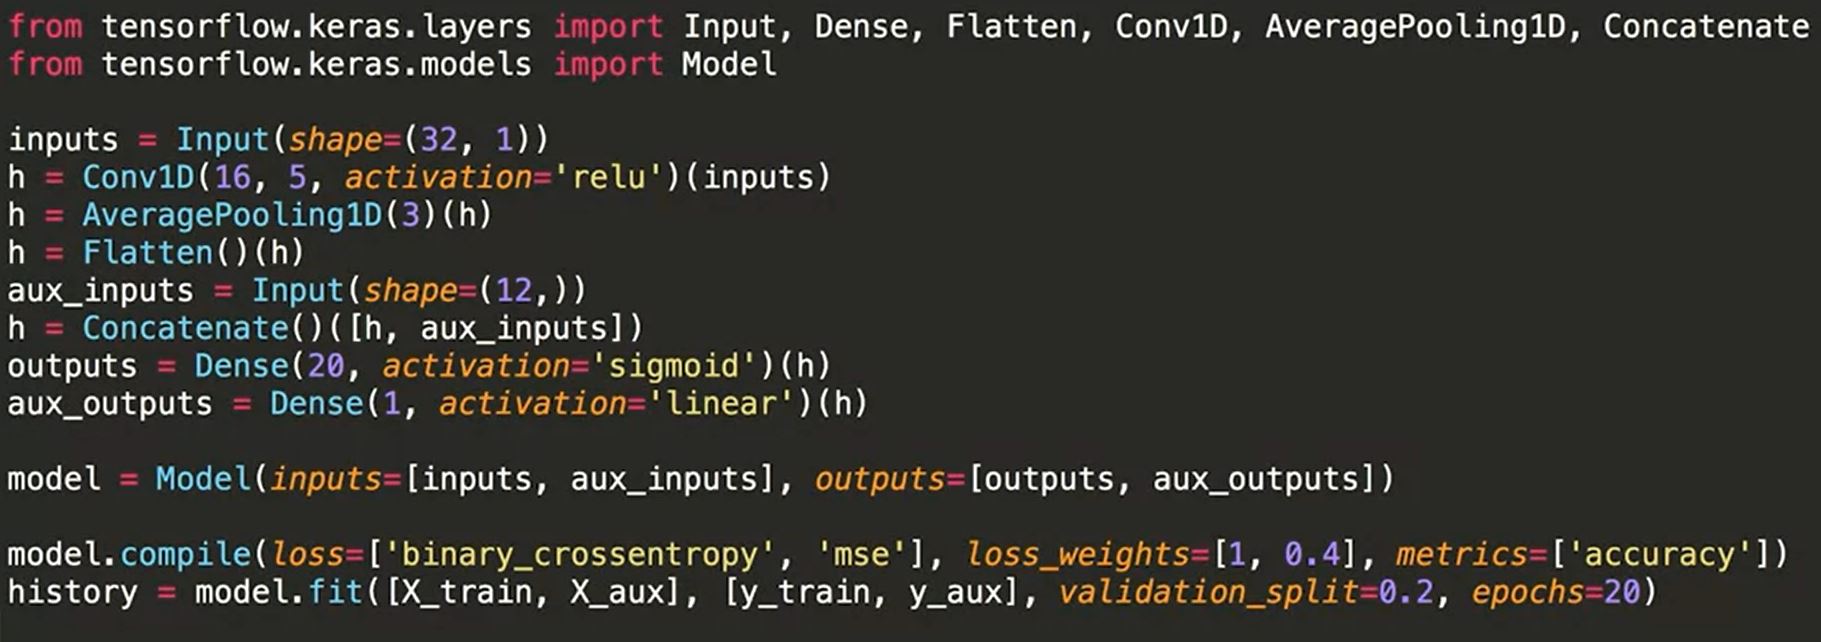 from tensorflow.keras.layers import Input, Dense, Flatten, Conv1D, AveragePooling1D, Concatenate
from tensorflow.keras.models import Model
inputs = Input(shape=(32, 1))
h = Conv1D(16, 5, activation='relu')(inputs)
h = AveragePooling1D(3)(h)
h = Flatten()(h)
aux_inputs = Input(shape=(12,))
h = Concatenate()([h, aux_inputs])
outputs = Dense(20, activation='sigmoid')(h)
aux_outputs = Dense(1, activation='linear')(h)
model = Model(inputs=[inputs, aux_inputs], outputs=[outputs, aux_outputs])
model.compile(loss=['binary_crossentropy', 'mse'], loss_weights=[1, 0.4], metrics=['accuracy'])
history = model.fit([X_train, X_aux], [y_train, y_aux], validation_split=0.2, epochs=20)